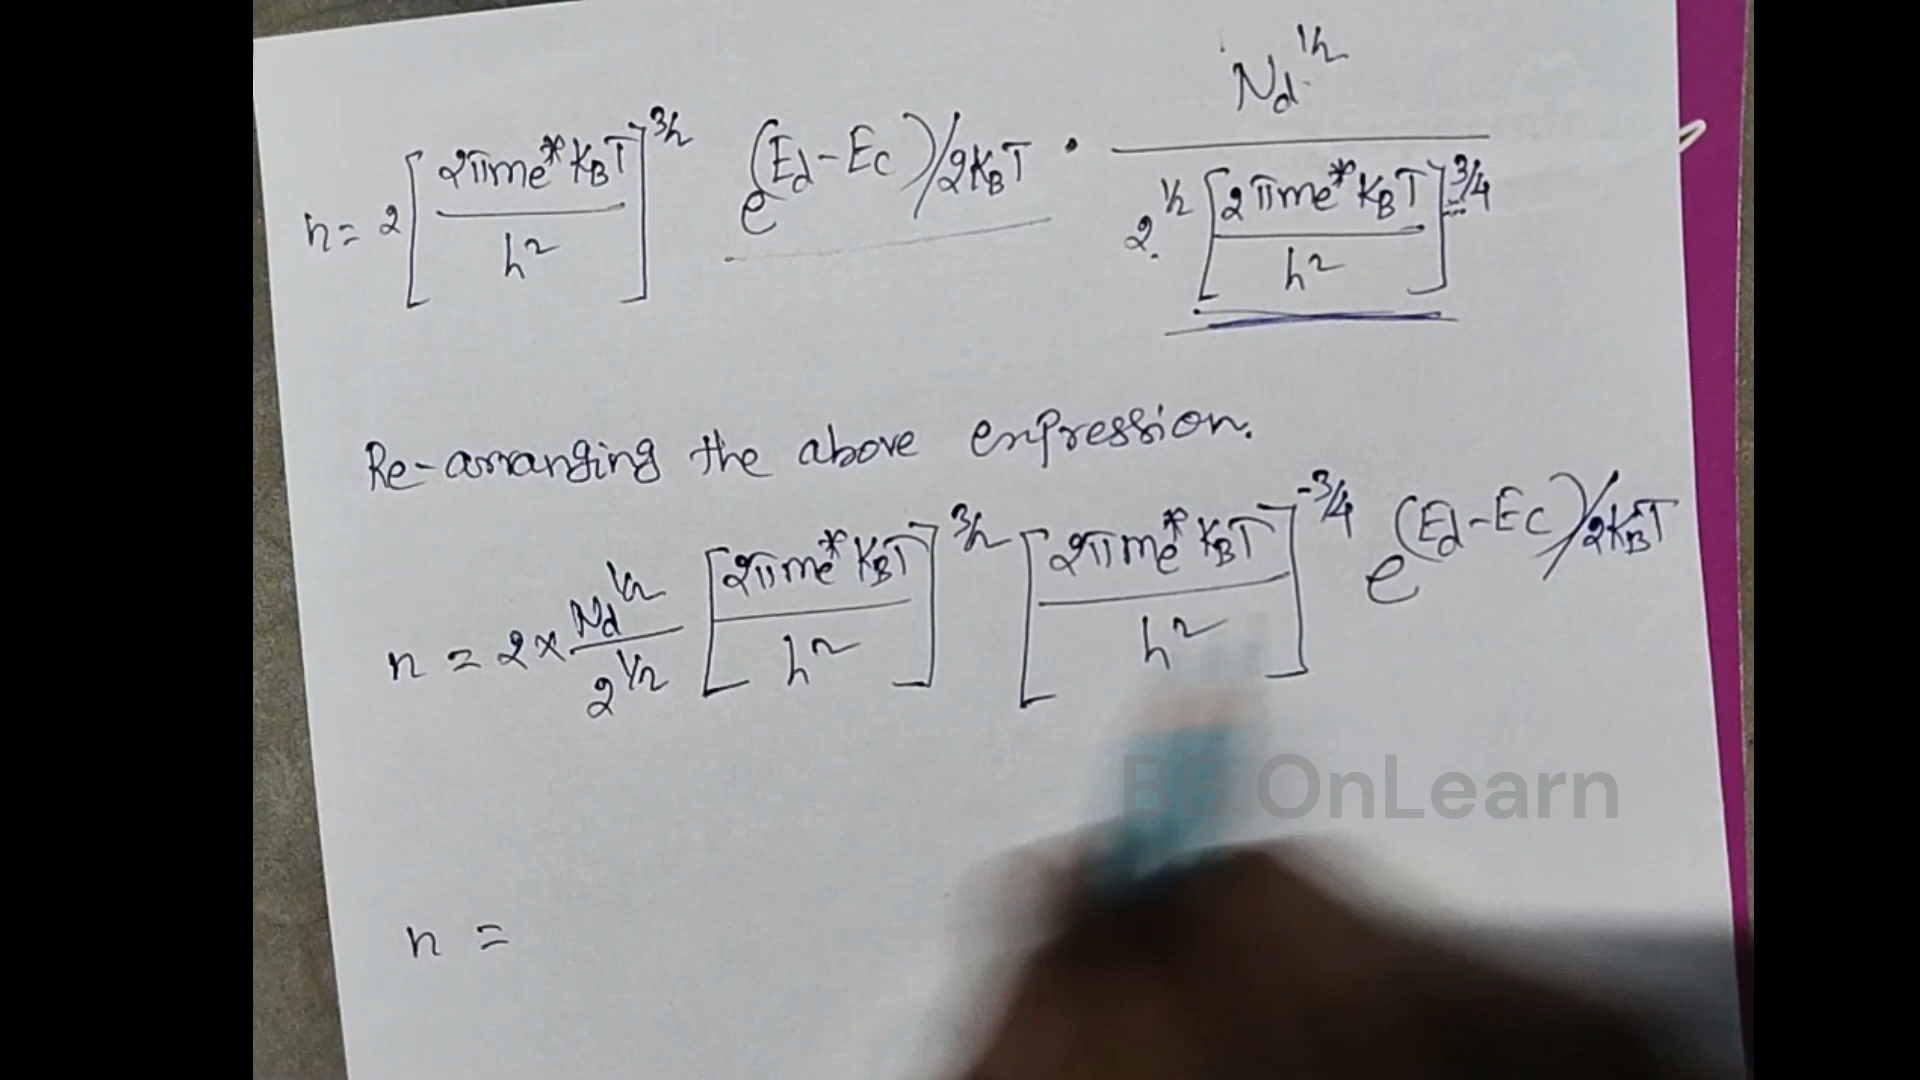 n = 2 [2πme*KBT / h²]^3/2 e^(Ed-Ec)/2KBT · Nd^1/2 / 2^1/2 [2πme*KBT / h²]^3/4
Re-arranging the above expression.
n = 2 × Nd^1/2 / 2^1/2 [2πme*KBT / h²]^3/2 [2πme*KBT / h²]^-3/4 e^(Ed-Ec)/2KBT
BB OnLearn
n =